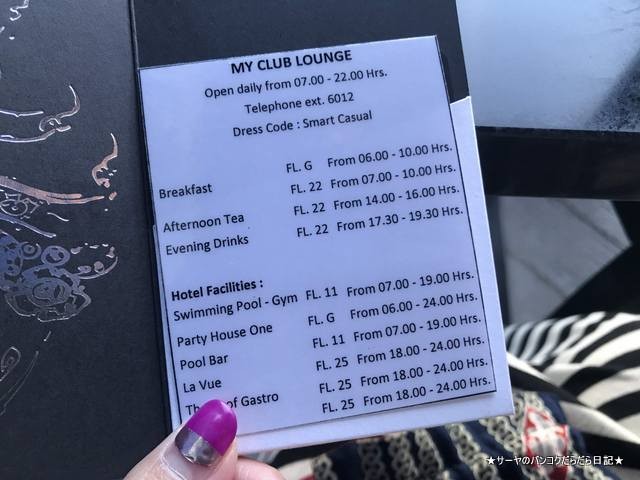 MY CLUB LOUNGE
Open daily from 07.00 - 22.00 Hrs.
Telephone ext. 6012
Dress Code : Smart Casual
Breakfast FL. G From 06.00 - 10.00 Hrs.
FL. 22 From 07.00 - 10.00 Hrs.
Afternoon Tea FL. 22 From 14.00 - 16.00 Hrs.
Evening Drinks FL. 22 From 17.30 - 19.30 Hrs.
Hotel Facilities :
Swimming Pool - Gym FL. 11 From 07.00 - 19.00 Hrs.
Party House One FL. G From 06.00 - 24.00 Hrs.
Pool Bar FL. 11 From 07.00 - 19.00 Hrs.
La Vue FL. 25 From 18.00 - 24.00 Hrs.
of Gastro FL. 25 From 18.00 - 24.00 Hrs.
FL. 25 From 18.00 - 24.00 Hrs.
★サーヤのバンコクだらだら日記★